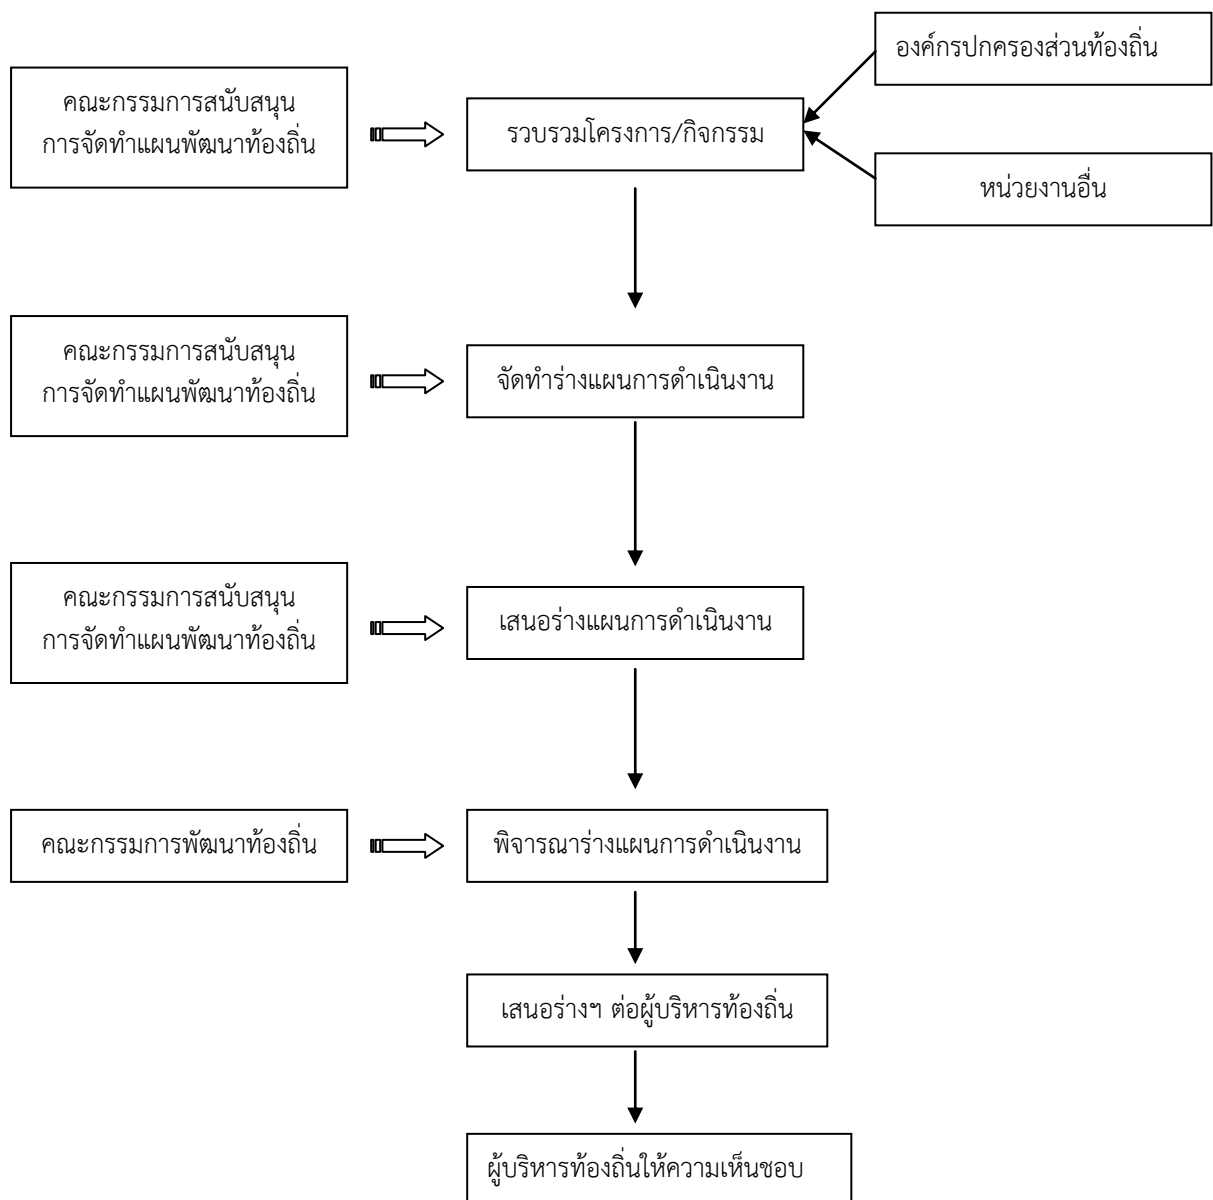 องค์กรปกครองส่วนท้องถิ่น
คณะกรรมการสนับสนุน
การจัดทำแผนพัฒนาท้องถิ่น
รวบรวมโครงการ/กิจกรรม
หน่วยงานอื่น
คณะกรรมการสนับสนุน
การจัดทำแผนพัฒนาท้องถิ่น
จัดทำร่างแผนการดำเนินงาน
คณะกรรมการสนับสนุน
การจัดทำแผนพัฒนาท้องถิ่น
เสนอร่างแผนการดำเนินงาน
คณะกรรมการพัฒนาท้องถิ่น
พิจารณาร่างแผนการดำเนินงาน
เสนอร่างฯ ต่อผู้บริหารท้องถิ่น
ผู้บริหารท้องถิ่นให้ความเห็นชอบ